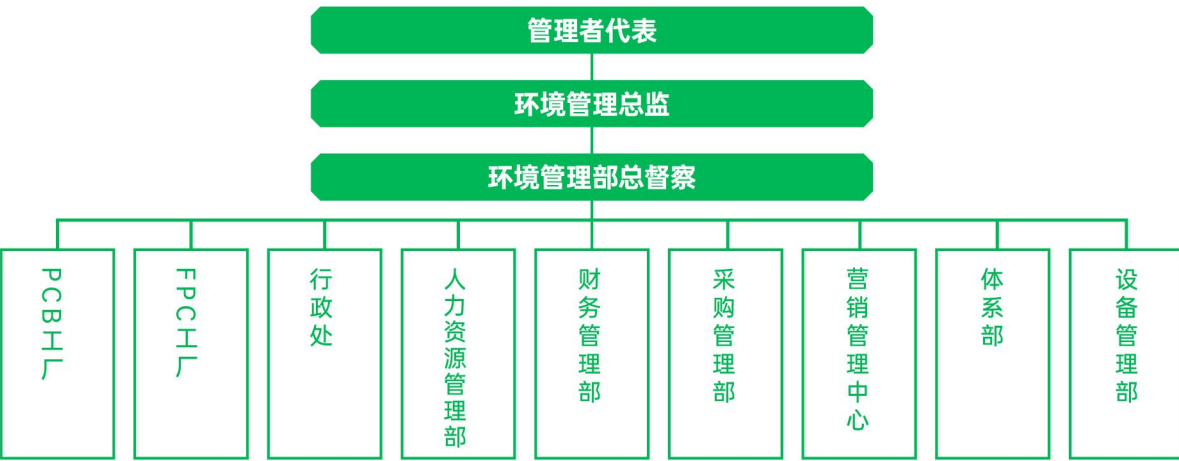 管理者代表
环境管理总监
环境管理部总督察
PCB工厂
FPC工厂
行政处
人力资源管理部
财务管理部
采购管理部
营销管理中心
体系部
设备管理部